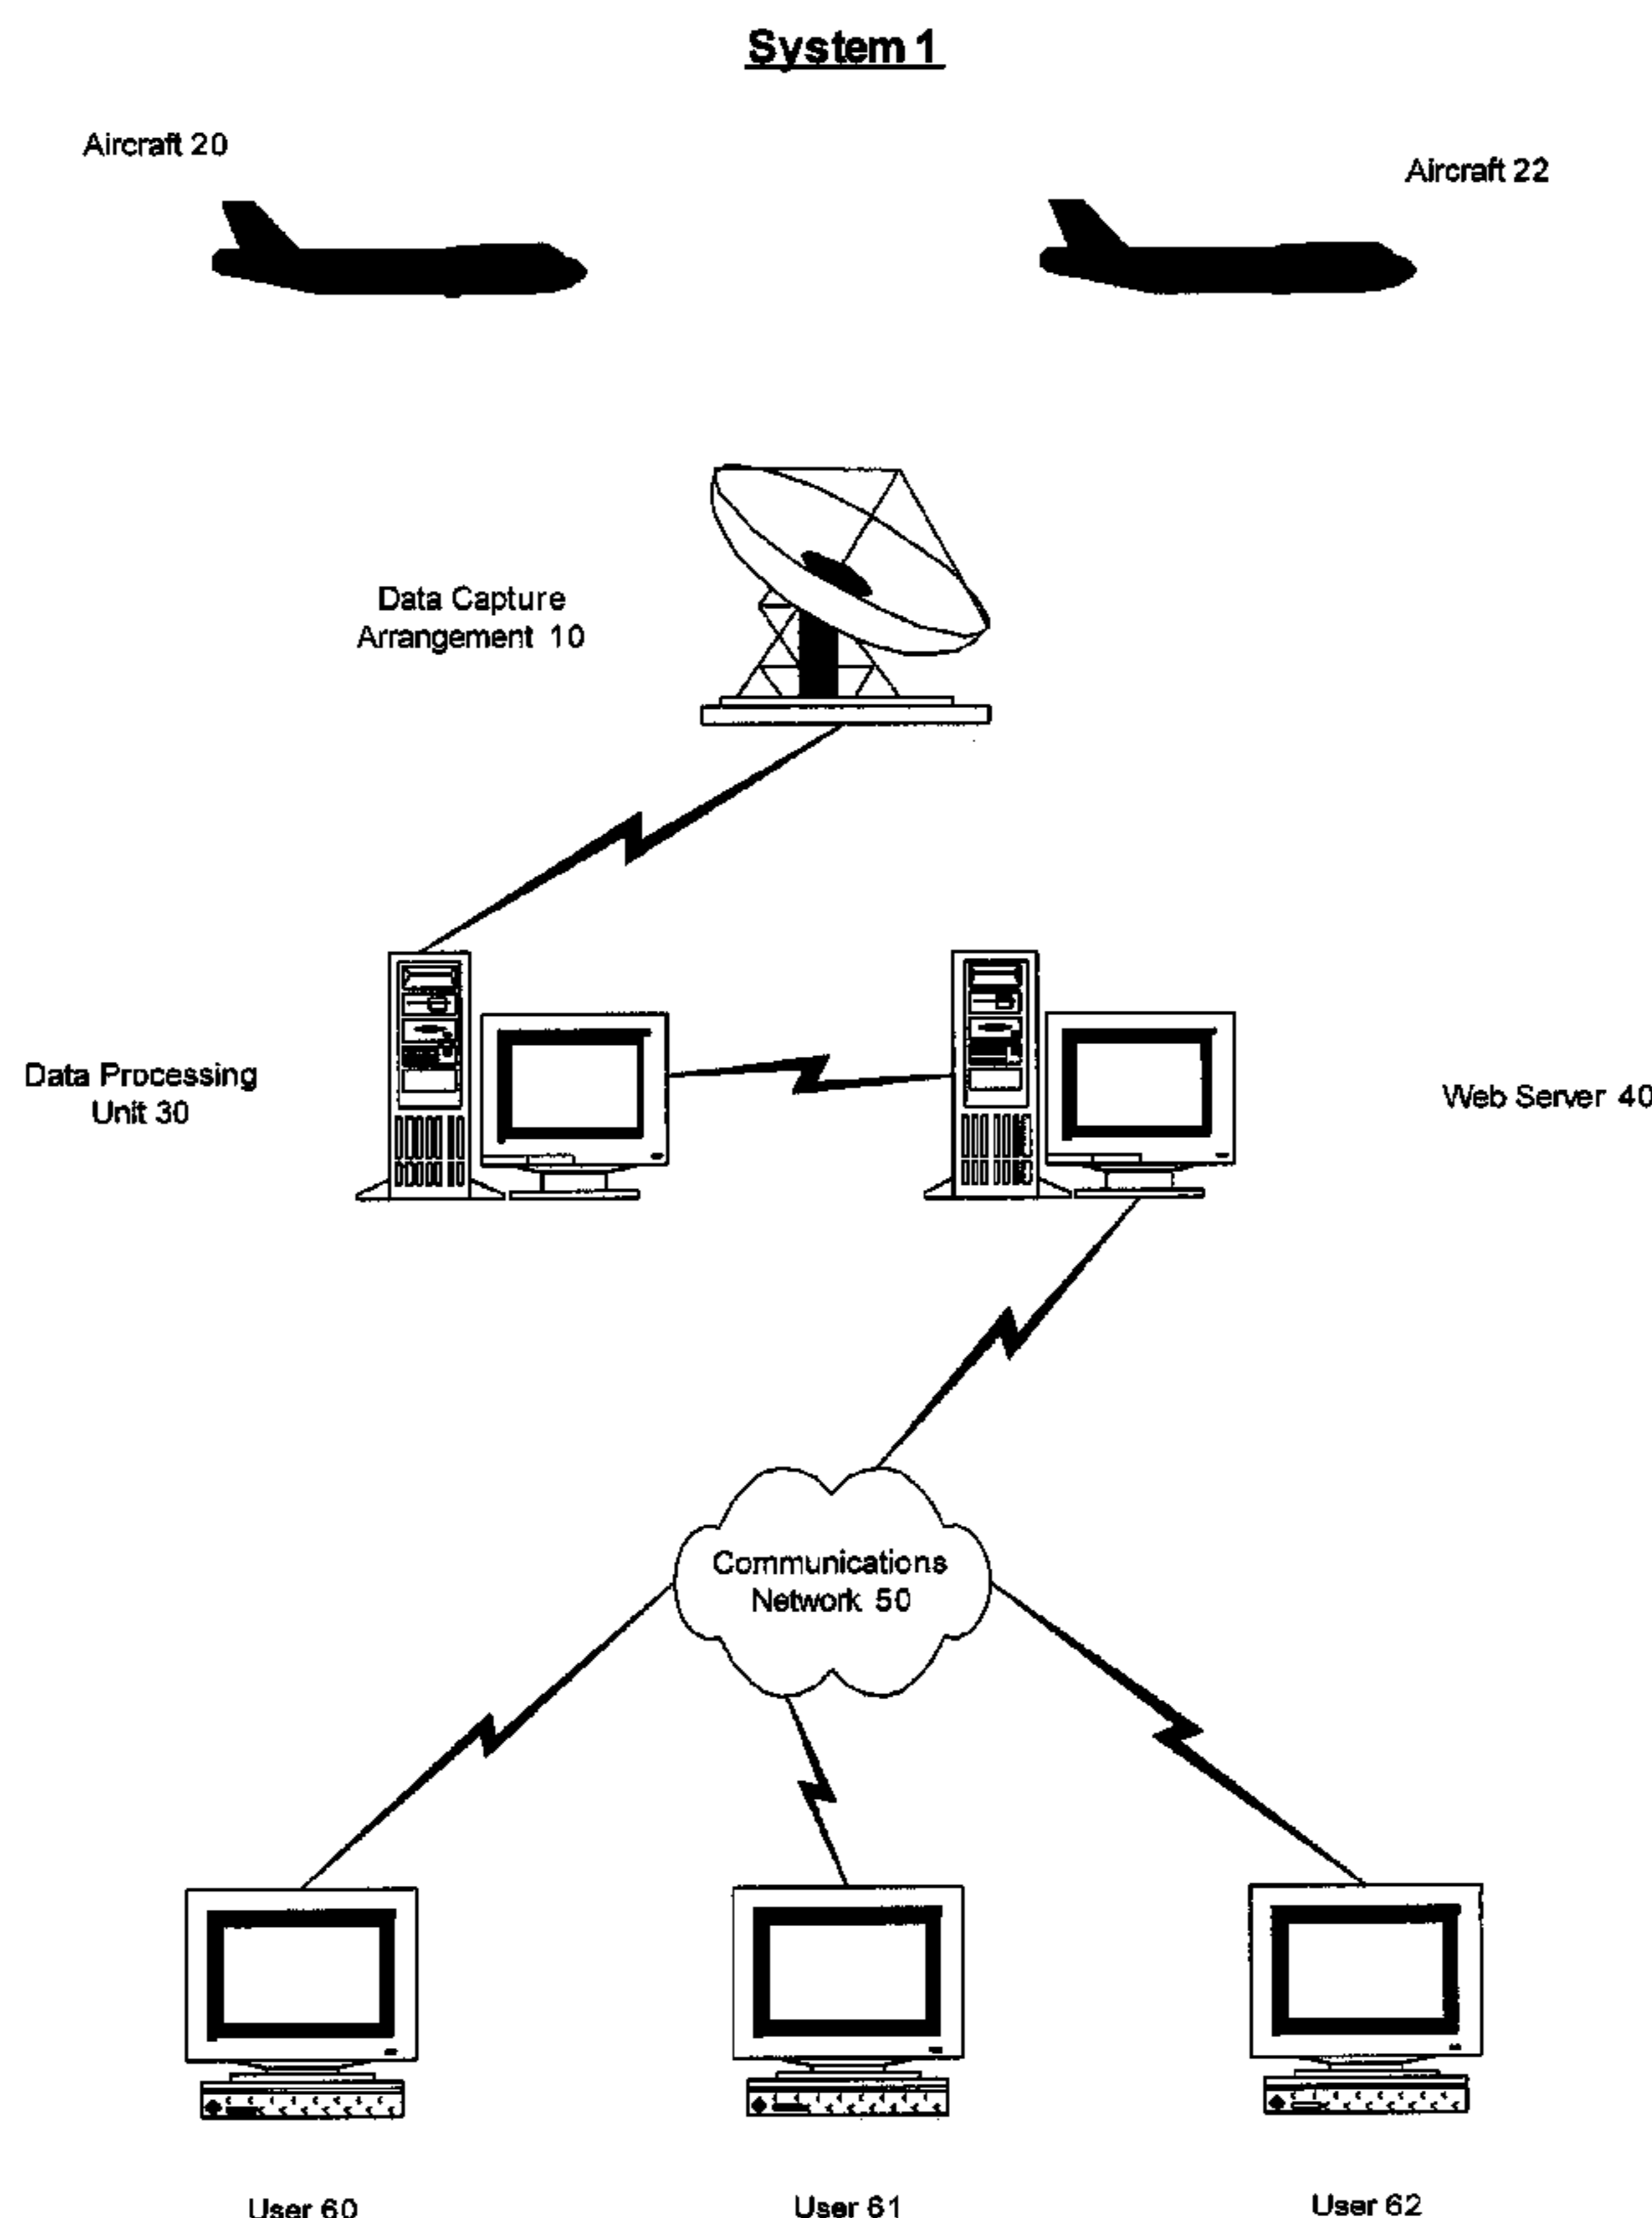 System 1
Aircraft 20
Aircraft 22
Data Capture
Arrangement 10
Data Processing
Unit 30
Web Server 40
Communications
Network 50
User 60
User 61
User 62